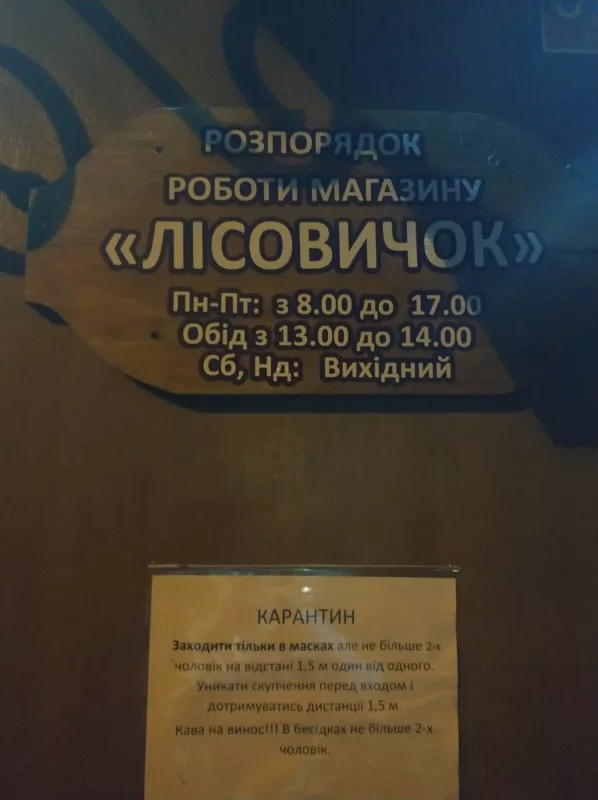 РОЗПОРЯДОК
РОБОТИ МАГАЗИНУ
«ЛІСОВИЧОК»
Пн-Пт: з 8.00 до 17.00
Обід з 13.00 до 14.00
Сб, Нд: Вихідний
КАРАНТИН
Заходити тільки в масках але не більше 2-х
чоловік на відстані 1,5 м один від одного.
Уникати скупчення перед входом і
дотримуватись дистанції 1,5 м.
Кава на винос!!! В бесідках не більше 2-х
чоловік.